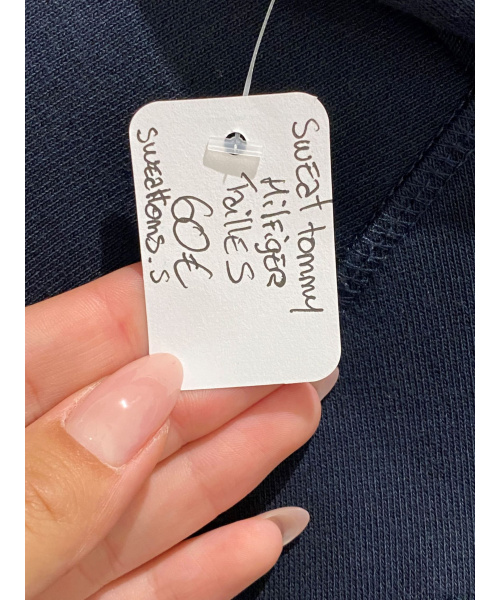 Sweat tommy
Hilfiger
Taille S
60€
Sweattoms.S